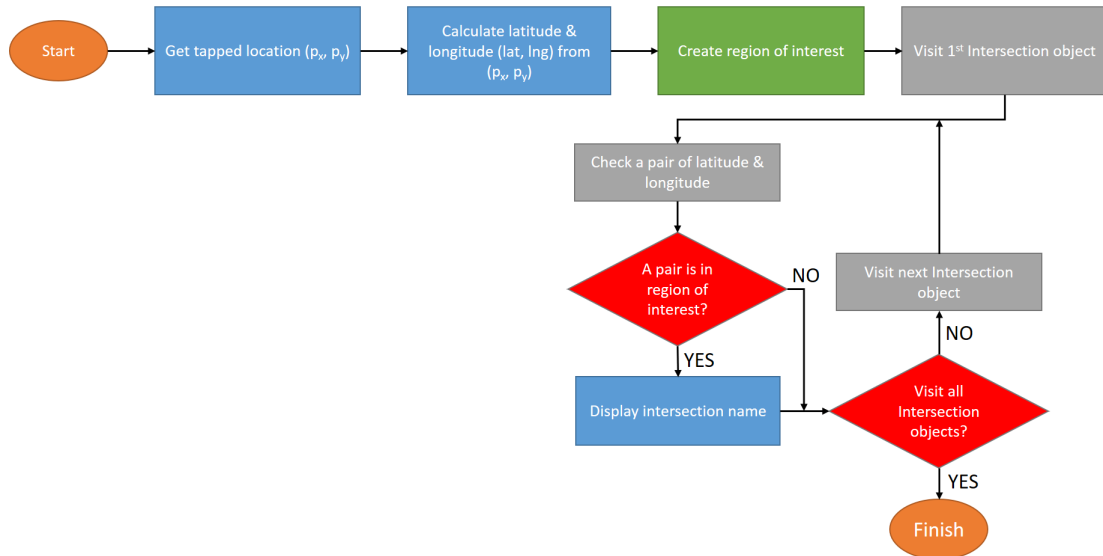 Start
Get tapped location (pₓ, pᵧ)
Calculate latitude &
longitude (lat, lng) from
(pₓ, pᵧ)
Create region of interest
Visit 1ˢᵗ Intersection object
Check a pair of latitude &
longitude
A pair is in
region of
interest?
NO
YES
Visit next Intersection
object
NO
Display intersection name
Visit all
Intersection
objects?
YES
Finish